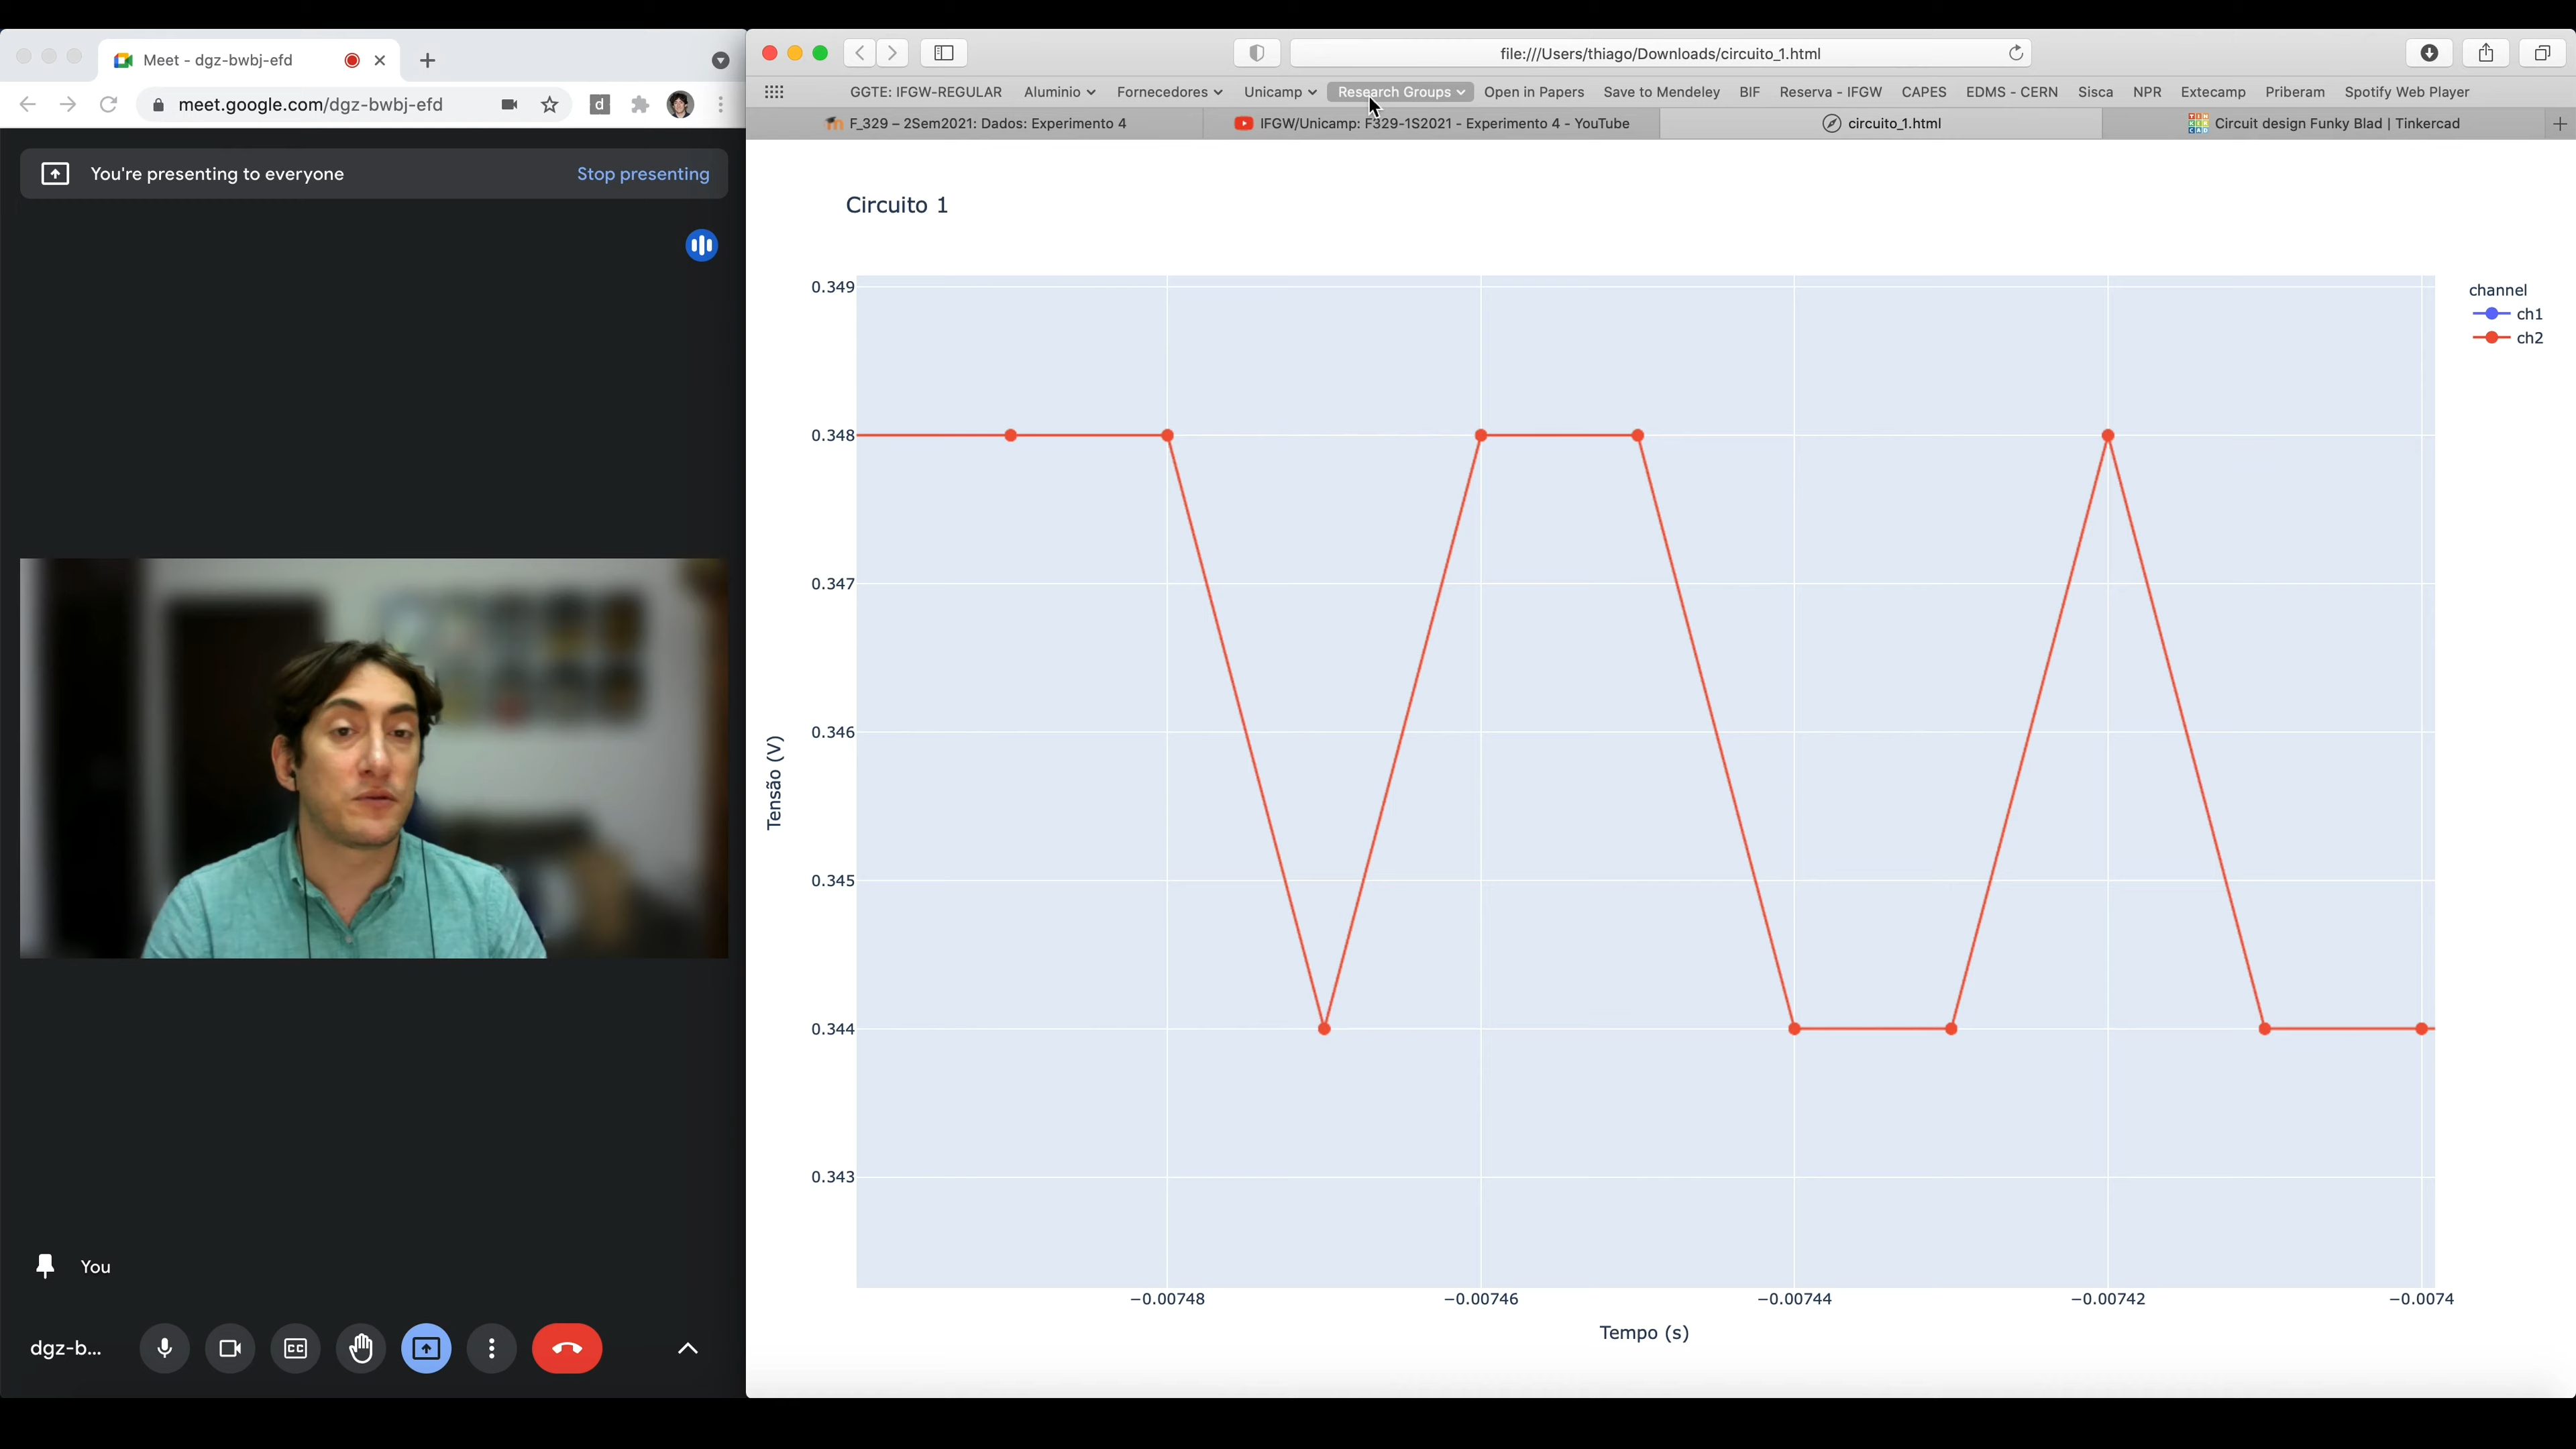 Meet - dgz-bwbj-efd
meet.google.com/dgz-bwbj-efd
d
You're presenting to everyone
Stop presenting
You
dgz-b...
CC
file:///Users/thiago/Downloads/circuito_1.html
GGTE: IFGW-REGULAR
Aluminio
Fornecedores
Unicamp
Research Groups
Open in Papers
Save to Mendeley
BIF
Reserva - IFGW
CAPES
EDMS - CERN
Sisca
NPR
Extecamp
Priberam
Spotify Web Player
F_329 – 2Sem2021: Dados: Experimento 4
IFGW/Unicamp: F329-1S2021 - Experimento 4 - YouTube
circuito_1.html
TIN
KER
CAD
Circuit design Funky Blad | Tinkercad
Circuito 1
channel
ch1
ch2
0.349
0.348
0.347
0.346
0.345
0.344
0.343
Tensão (V)
−0.00748
−0.00746
−0.00744
−0.00742
−0.0074
Tempo (s)